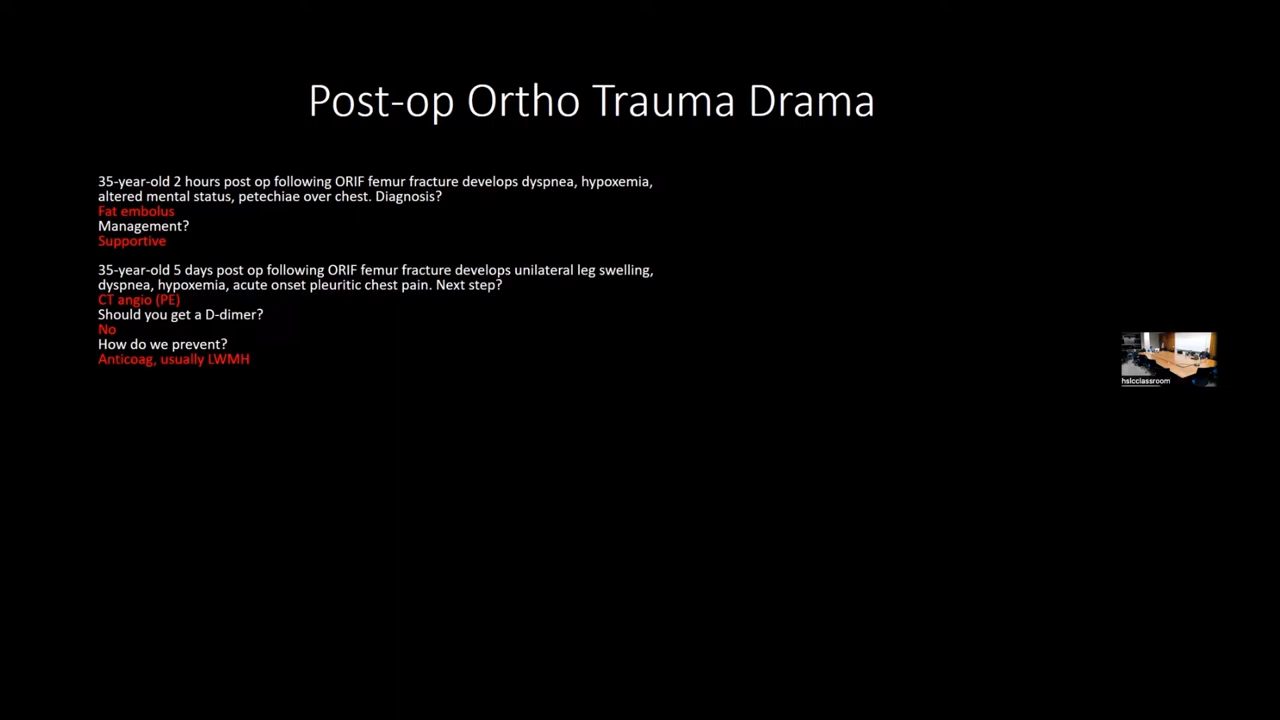 Post-op Ortho Trauma Drama
35-year-old 2 hours post op following ORIF femur fracture develops dyspnea, hypoxemia,
altered mental status, petechiae over chest. Diagnosis?
Fat embolus
Management?
Supportive
35-year-old 5 days post op following ORIF femur fracture develops unilateral leg swelling,
dyspnea, hypoxemia, acute onset pleuritic chest pain. Next step?
CT angio (PE)
Should you get a D-dimer?
No
How do we prevent?
Anticoag, usually LWMH
hslcclassroom